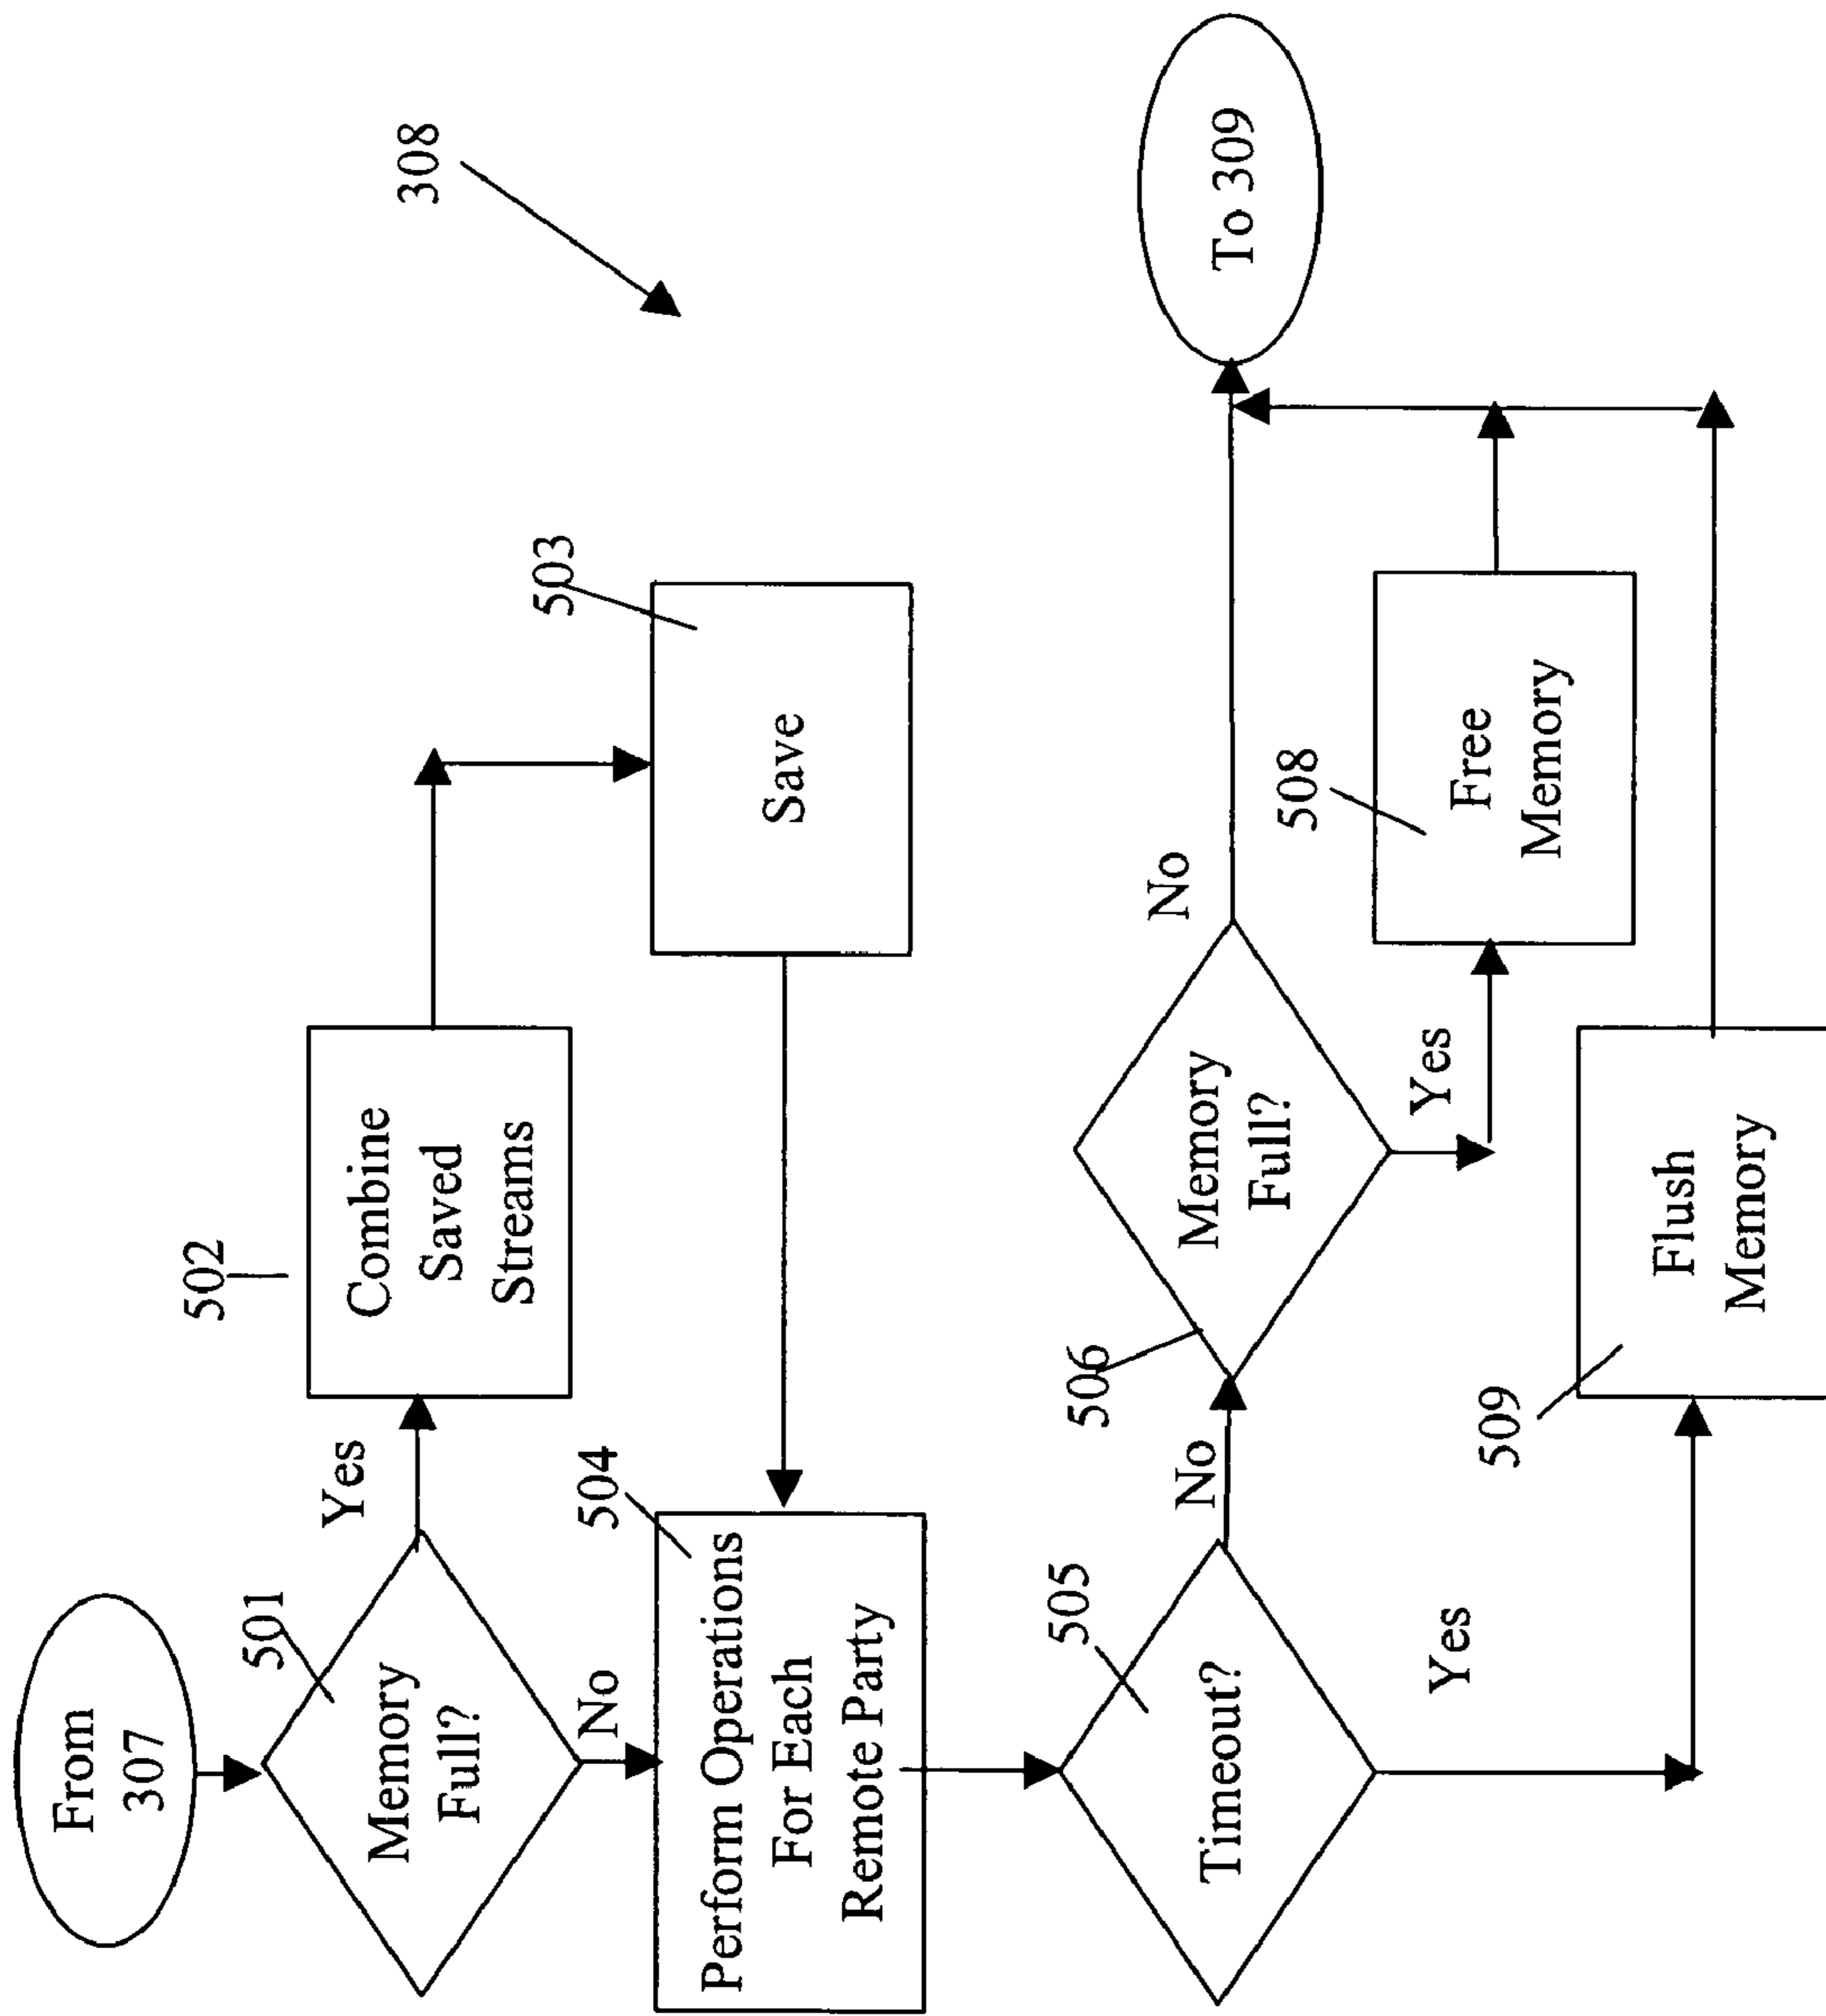 From
307
501
Memory
Full?
Yes
502
Combine
Saved
Streams
308
503
Save
No
504
Perform Operations
For Each
Remote Party
505
Timeout?
No
506
Memory
Full?
No
To 309
Yes
508
Free
Memory
Yes
509
Flush
Memory